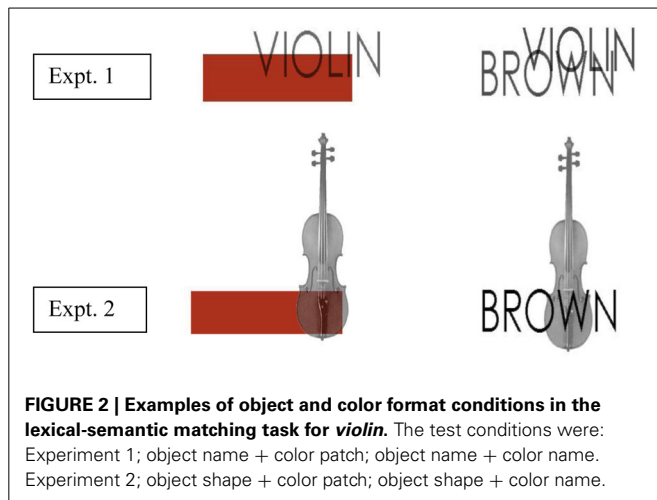 Expt. 1
VIOLIN
VIOLIN
BROWN
Expt. 2
BROWN
FIGURE 2 | Examples of object and color format conditions in the
lexical-semantic matching task for violin. The test conditions were:
Experiment 1; object name + color patch; object name + color name.
Experiment 2; object shape + color patch; object shape + color name.